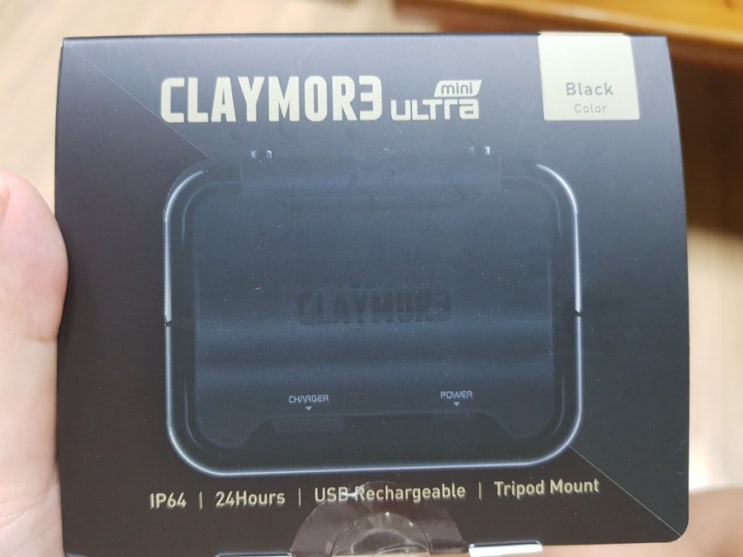 CLAYMOR3 ULTra mini
Black
Color
CLAYMOR3
CHARGER
POWER
IP64 | 24Hours | USB Rechargeable | Tripod Mount